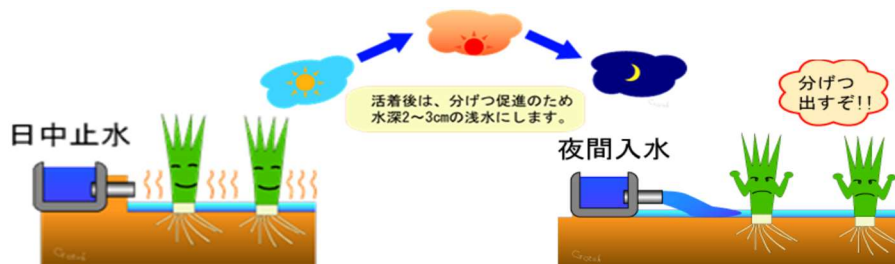 日中止水
活着後は、分げつ促進のため
水深2~3cmの浅水にします。
夜間入水
分げつ
出すぞ!!